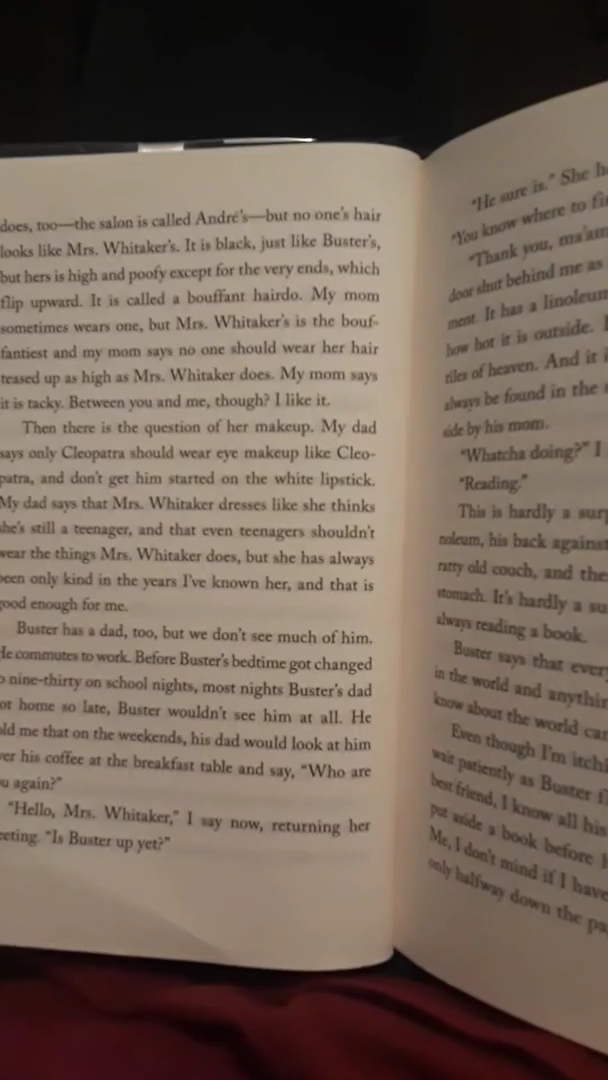 does, too—the salon is called André's—but no one's hair
looks like Mrs. Whitaker's. It is black, just like Buster's,
but hers is high and poofy except for the very ends, which
flip upward. It is called a bouffant hairdo. My mom
sometimes wears one, but Mrs. Whitaker's is the bouf-
fantiest and my mom says no one should wear her hair
teased up as high as Mrs. Whitaker does. My mom says
it is tacky. Between you and me, though? I like it.
Then there is the question of her makeup. My dad
says only Cleopatra should wear eye makeup like Cleo-
patra, and don't get him started on the white lipstick.
My dad says that Mrs. Whitaker dresses like she thinks
she's still a teenager, and that even teenagers shouldn't
wear the things Mrs. Whitaker does, but she has always
been only kind in the years I've known her, and that is
good enough for me.
Buster has a dad, too, but we don't see much of him.
He commutes to work. Before Buster's bedtime got changed
o nine-thirty on school nights, most nights Buster's dad
ot home so late, Buster wouldn't see him at all. He
old me that on the weekends, his dad would look at him
ver his coffee at the breakfast table and say, "Who are
u again?"
"Hello, Mrs. Whitaker," I say now, returning her
eeting. "Is Buster up yet?"
"He sure is." She h
"You know where to fi
"Thank you, ma'am
door shut behind me as
ment. It has a linoleum
how hot it is outside.
tiles of heaven. And it i
always be found in the
side by his mom.
"Whatcha doing?" I
"Reading."
This is hardly a surp
noleum, his back against
ratty old couch, and the
stomach. It's hardly a su
always reading a book.
Buster says that every
in the world and anythin
know about the world can
Even though I'm itchi
wait patiently as Buster f
best friend, I know all his
put aside a book before h
Me, I don't mind if I have
only halfway down the pa